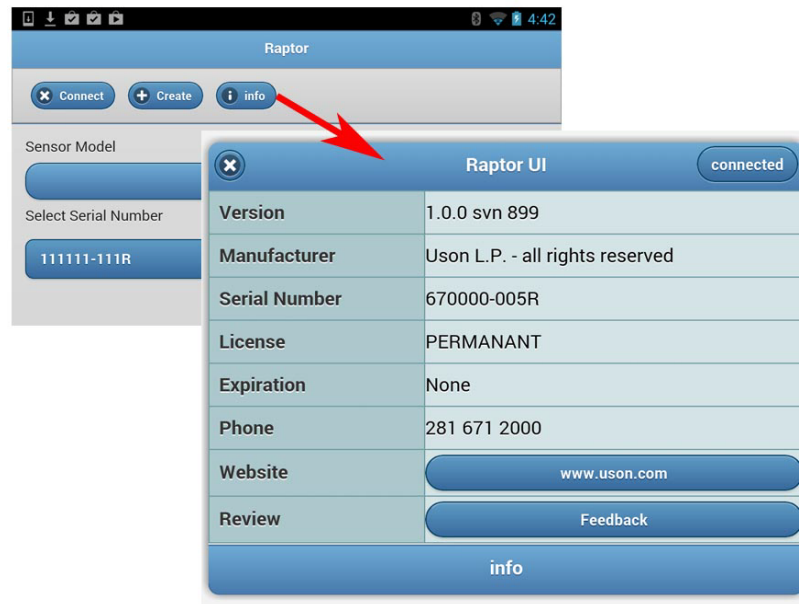 4:42
Raptor
Connect
Create
info
Sensor Model
Select Serial Number
111111-111R
Raptor UI
connected
Version 1.0.0 svn 899
Manufacturer Uson L.P. - all rights reserved
Serial Number 670000-005R
License PERMANANT
Expiration None
Phone 281 671 2000
Website www.uson.com
Review Feedback
info